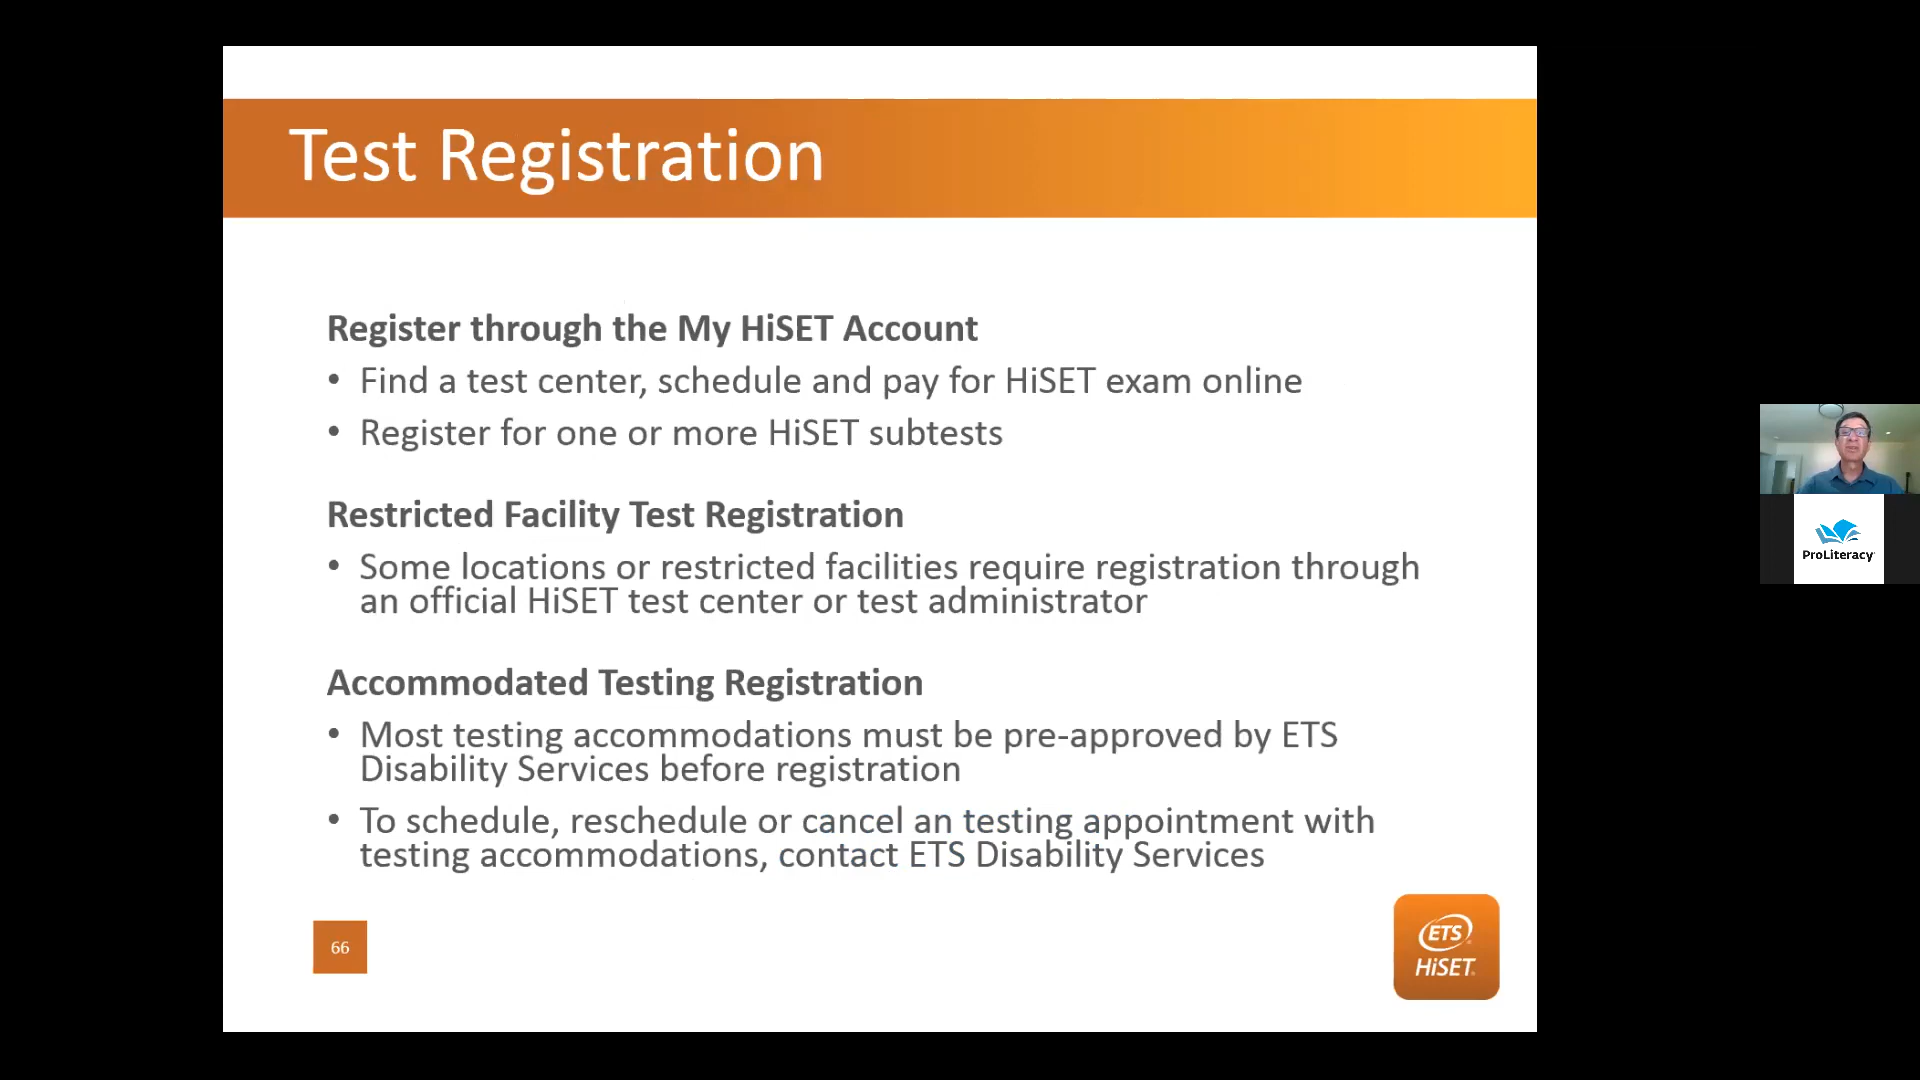 Test Registration
Register through the My HiSET Account
• Find a test center, schedule and pay for HiSET exam online
• Register for one or more HiSET subtests
Restricted Facility Test Registration
• Some locations or restricted facilities require registration through
an official HiSET test center or test administrator
Accommodated Testing Registration
• Most testing accommodations must be pre-approved by ETS
Disability Services before registration
• To schedule, reschedule or cancel an testing appointment with
testing accommodations, contact ETS Disability Services
66
ETS
HiSET
ProLiteracy